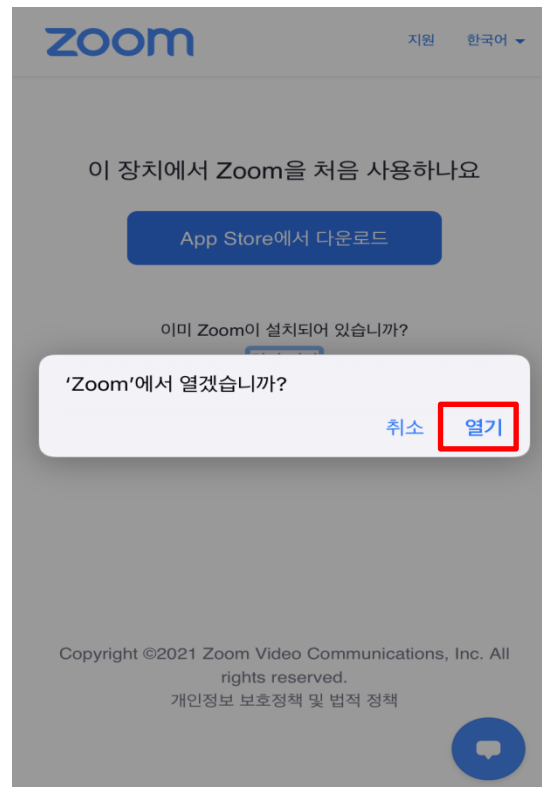 zoom
지원 한국어
이 장치에서 Zoom을 처음 사용하나요
App Store에서 다운로드
이미 Zoom이 설치되어 있습니까?
‘Zoom’에서 열겠습니까?
취소 열기
Copyright ©2021 Zoom Video Communications, Inc. All
rights reserved.
개인정보 보호정책 및 법적 정책